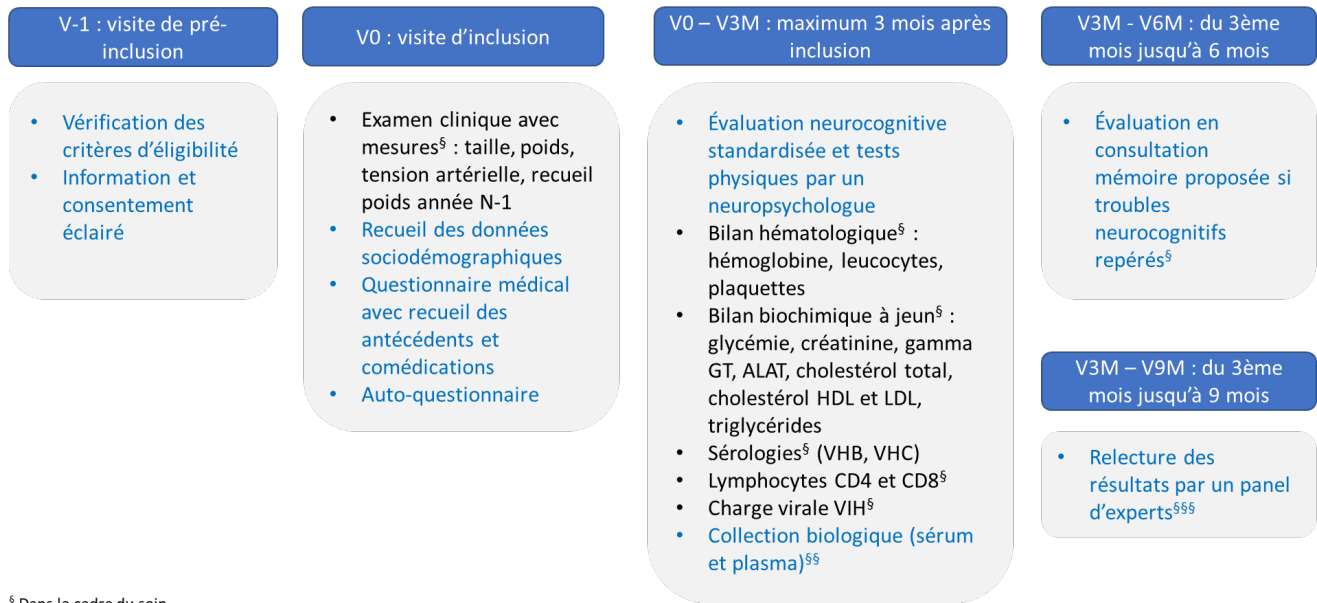 V-1 : visite de pré-
inclusion
• Vérification des
critères d’éligibilité
• Information et
consentement
éclairé
V0 : visite d’inclusion
• Examen clinique avec
mesures§ : taille, poids,
tension artérielle, recueil
poids année N-1
• Recueil des données
sociodémographiques
• Questionnaire médical
avec recueil des
antécédents et
comédications
• Auto-questionnaire
V0 – V3M : maximum 3 mois après
inclusion
• Évaluation neurocognitive
standardisée et tests
physiques par un
neuropsychologue
• Bilan hématologique§ :
hémoglobine, leucocytes,
plaquettes
• Bilan biochimique à jeun§ :
glycémie, créatinine, gamma
GT, ALAT, cholestérol total,
cholestérol HDL et LDL,
triglycérides
• Sérologies§ (VHB, VHC)
• Lymphocytes CD4 et CD8§
• Charge virale VIH§
• Collection biologique (sérum
et plasma)§§
V3M - V6M : du 3ème
mois jusqu’à 6 mois
• Évaluation en
consultation
mémoire proposée si
troubles
neurocognitifs
repérés§
V3M – V9M : du 3ème
mois jusqu’à 9 mois
• Relecture des
résultats par un panel
d’experts§§§
§ Dans le cadre du soin